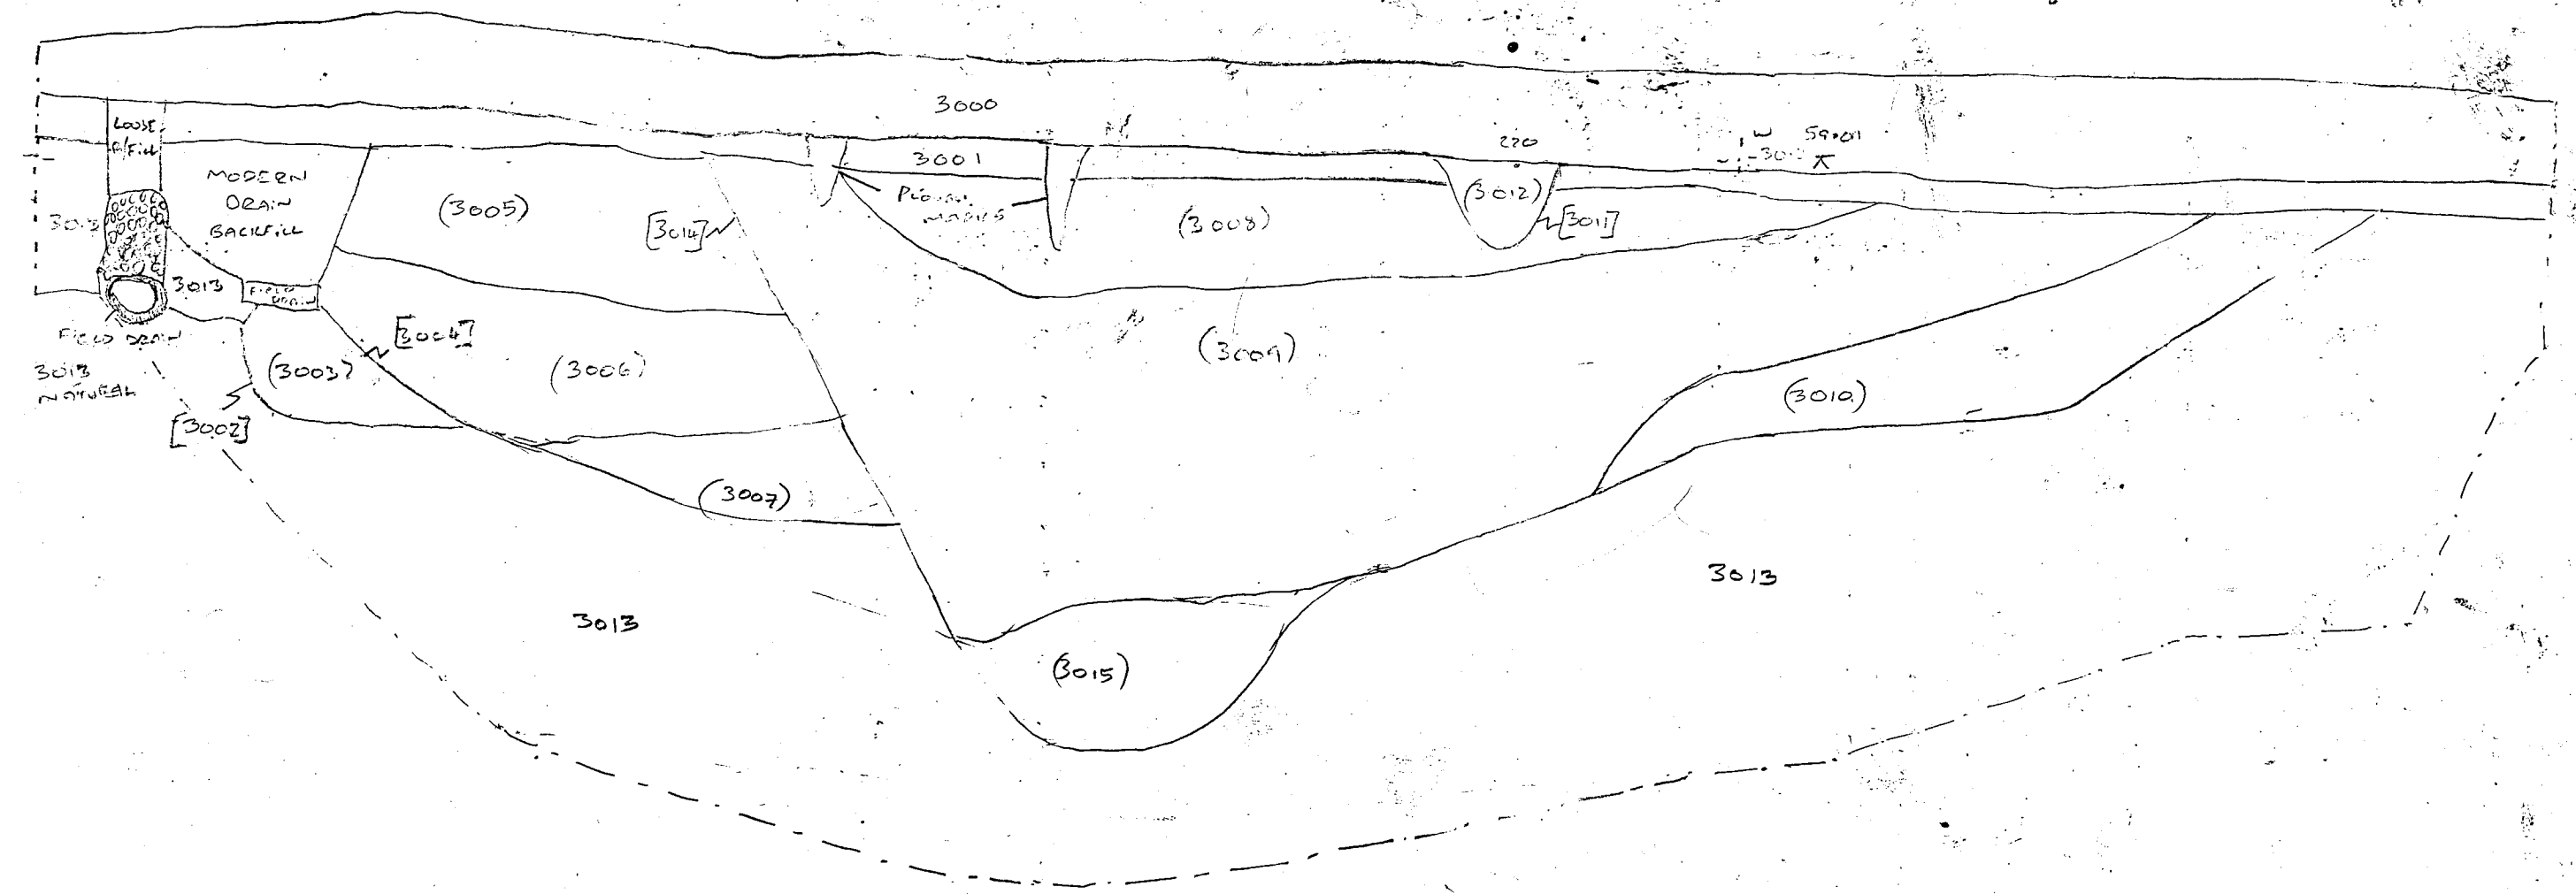 3000
LOOSE
B/Fill
3001
220
59.01
MODERN
DRAIN
BACKFILL
(3005)
PLOUGH
MARKS
(3012)
[3011]
3013
[3014]
(3008)
3013
FIELD
DRAIN
FIELD DRAIN
[3004]
(3009)
3013
NATURAL
(3003)
(3006)
(3010)
[3002]
(3007)
3013
3013
(3015)